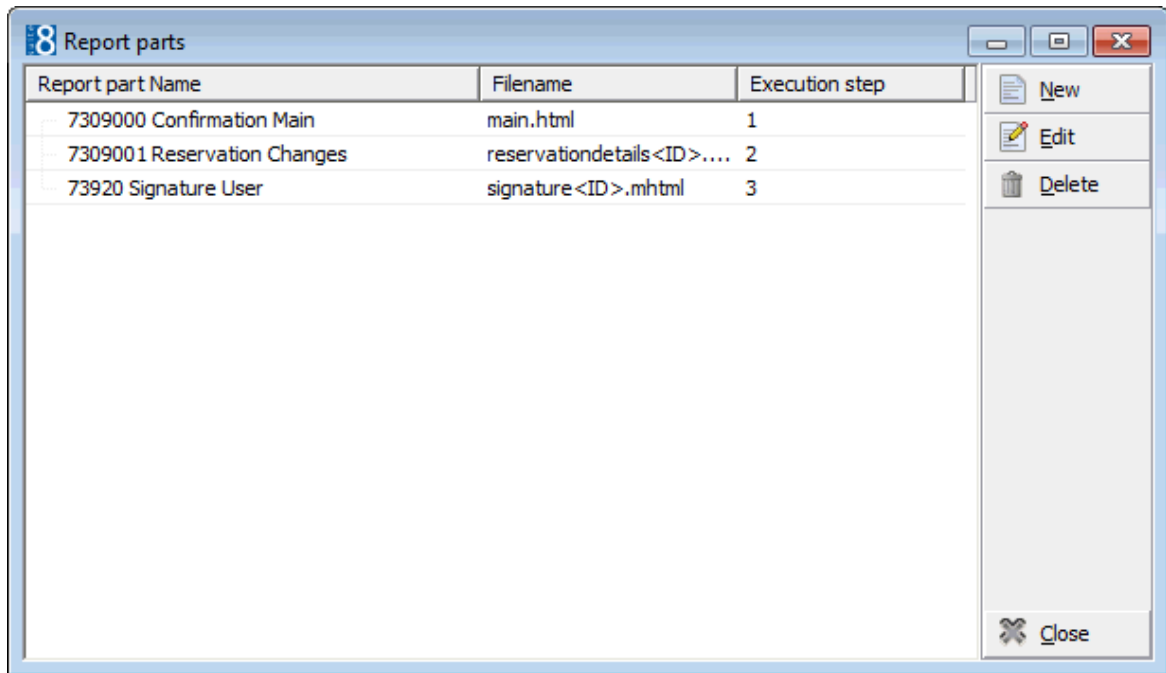 8 Report parts
Report part Name Filename Execution step
7309000 Confirmation Main main.html 1
7309001 Reservation Changes reservationdetails<ID>.... 2
73920 Signature User signature<ID>.mhtml 3
New
Edit
Delete
Close